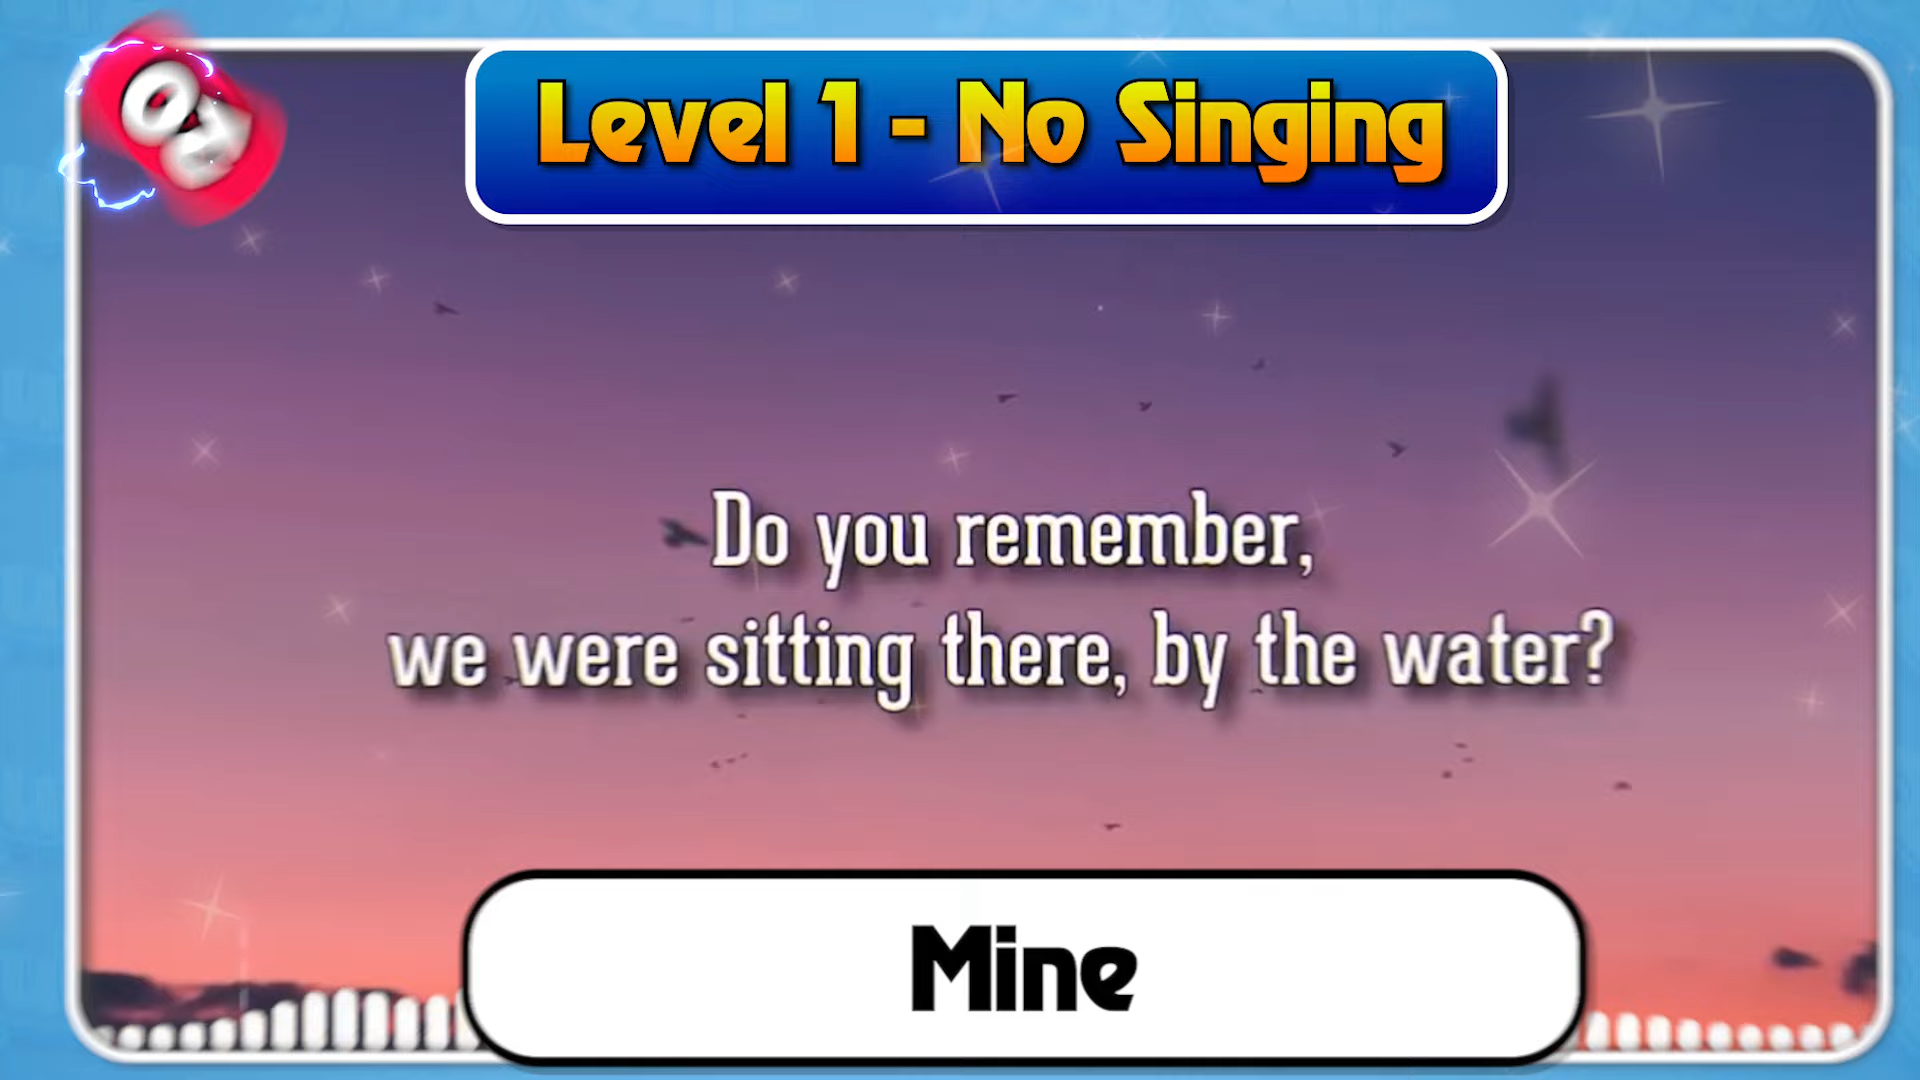 Level 1 - No Singing
Do you remember,
we were sitting there, by the water?
Mine